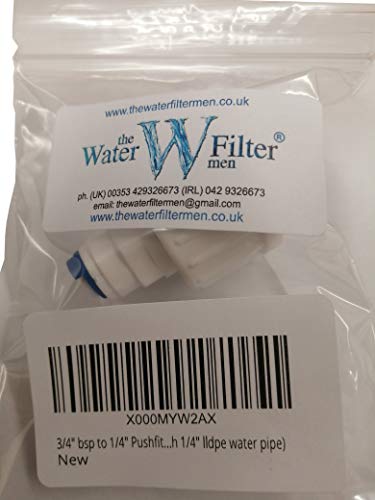 www.thewaterfiltermen.co.uk
the
Water W Filter®
men
ph. (UK) 00353 429326673 (IRL) 042 9326673
email: thewaterfiltermen@gmail.com
www.thewaterfiltermen.co.uk
X000MYW2AX
3/4" bsp to 1/4" Pushfit...h 1/4" lldpe water pipe)
New